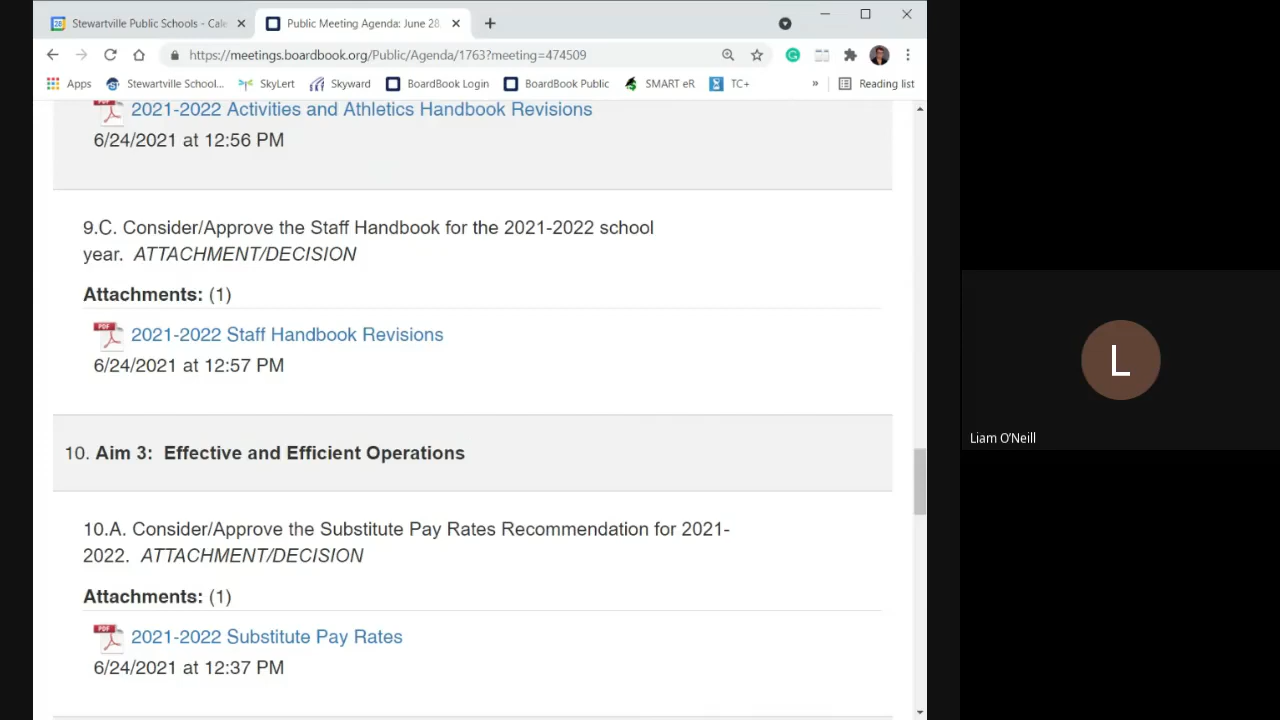 Stewartville Public Schools - Cale
Public Meeting Agenda: June 28,
https://meetings.boardbook.org/Public/Agenda/1763?meeting=474509
Apps
Stewartville School...
SkyLert
Skyward
BoardBook Login
BoardBook Public
SMART eR
TC+
»
Reading list
2021-2022 Activities and Athletics Handbook Revisions
6/24/2021 at 12:56 PM
9.C. Consider/Approve the Staff Handbook for the 2021-2022 school
year. ATTACHMENT/DECISION
Attachments: (1)
PDF
2021-2022 Staff Handbook Revisions
6/24/2021 at 12:57 PM
10. Aim 3: Effective and Efficient Operations
10.A. Consider/Approve the Substitute Pay Rates Recommendation for 2021-
2022. ATTACHMENT/DECISION
Attachments: (1)
PDF
2021-2022 Substitute Pay Rates
6/24/2021 at 12:37 PM
L
Liam O'Neill